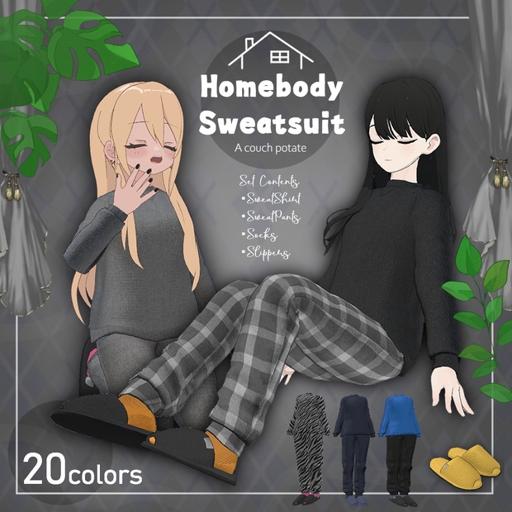 Homebody
Sweatsuit
A couch potate
Set Contents
•SweatShirt
•SweatPants
•Socks
•Slippers
20colors